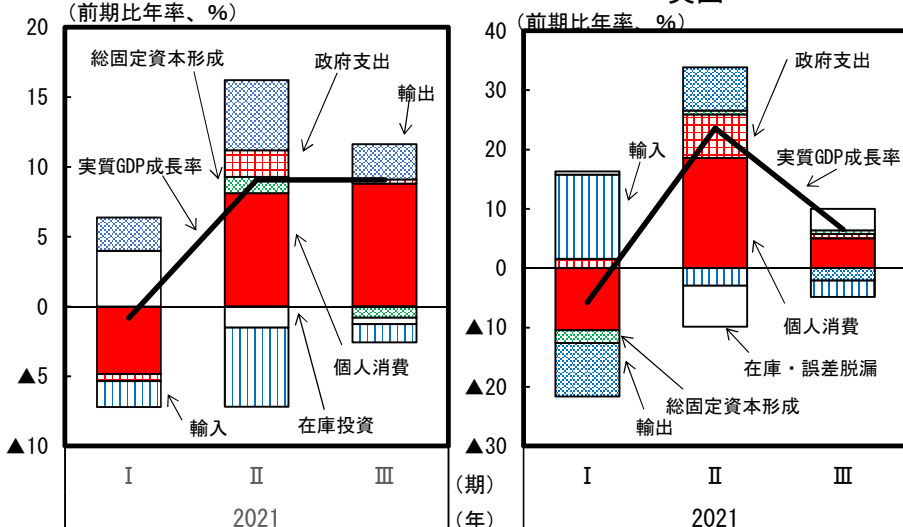 (前期比年率、%)
20
15
10
5
0
▲5
▲10
総固定資本形成
政府支出
輸出
実質GDP成長率
個人消費
在庫投資
輸入
Ⅰ
Ⅱ
Ⅲ
(期)
2021
(年)
(前期比年率、%)
40
30
20
10
0
▲10
▲20
▲30
政府支出
輸入
実質GDP成長率
個人消費
在庫・誤差脱漏
総固定資本形成
輸出
Ⅰ
Ⅱ
Ⅲ
2021